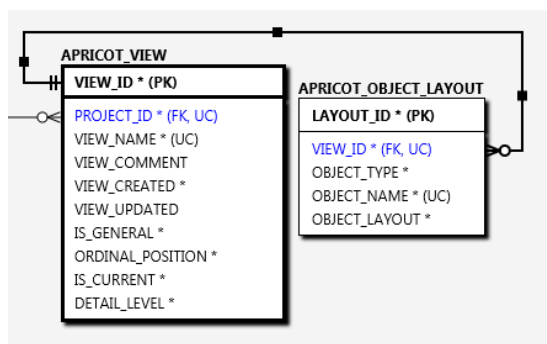 APRICOT_VIEW
VIEW_ID * (PK)
PROJECT_ID * (FK, UC)
VIEW_NAME * (UC)
VIEW_COMMENT
VIEW_CREATED *
VIEW_UPDATED
IS_GENERAL *
ORDINAL_POSITION *
IS_CURRENT *
DETAIL_LEVEL *
APRICOT_OBJECT_LAYOUT
LAYOUT_ID * (PK)
VIEW_ID * (FK, UC)
OBJECT_TYPE *
OBJECT_NAME * (UC)
OBJECT_LAYOUT *